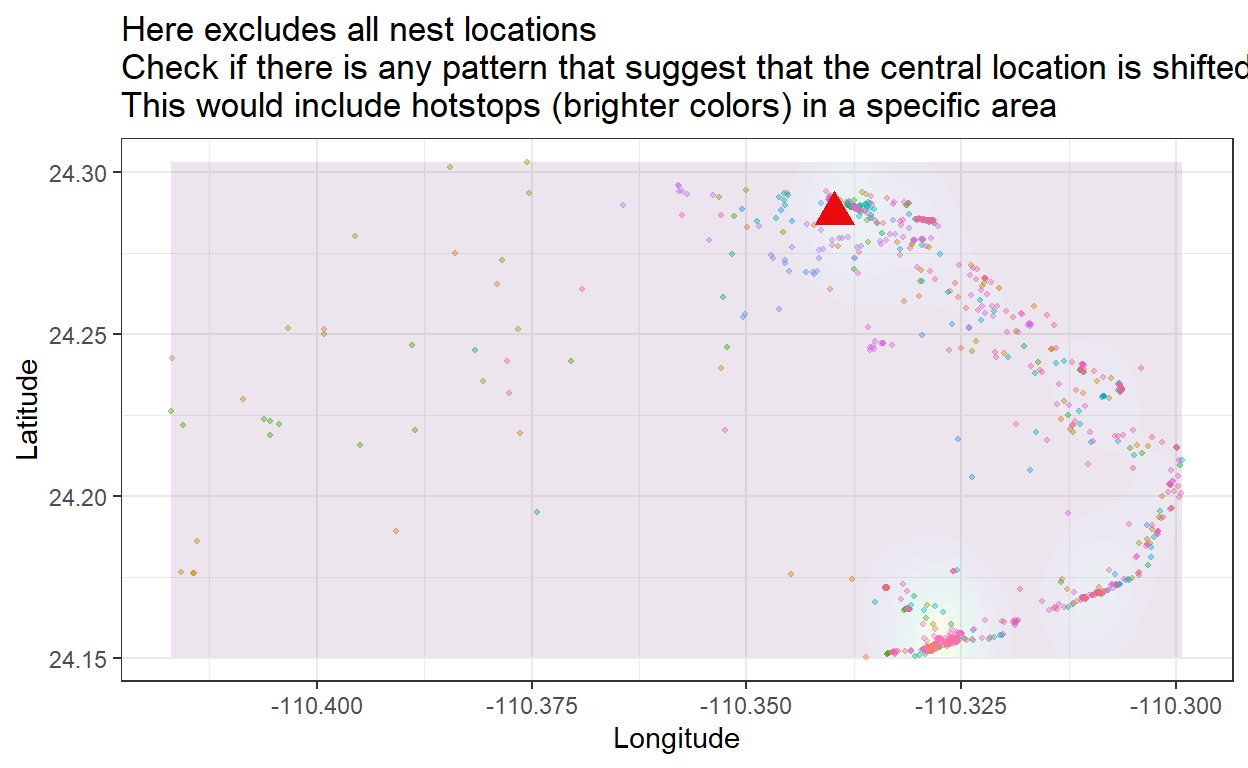 Here excludes all nest locations
Check if there is any pattern that suggest that the central location is shifted
This would include hotstops (brighter colors) in a specific area
24.30
24.25
24.20
24.15
Latitude
-110.400 -110.375 -110.350 -110.325 -110.300
Longitude